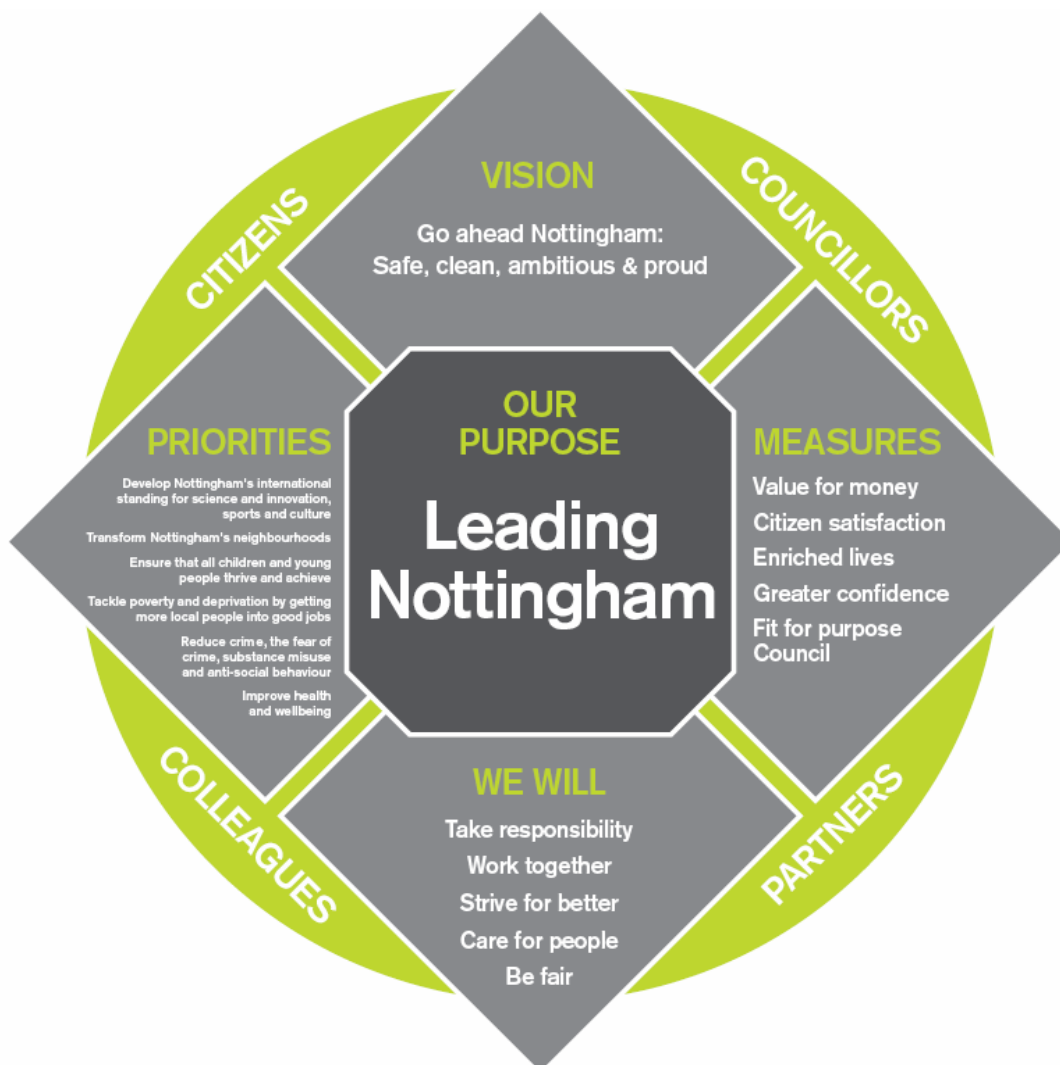 CITIZENS
COUNCILLORS
VISION
Go ahead Nottingham:
Safe, clean, ambitious & proud
PRIORITIES
Develop Nottingham's international
standing for science and innovation,
sports and culture
Transform Nottingham's neighbourhoods
Ensure that all children and young
people thrive and achieve
Tackle poverty and deprivation by getting
more local people into good jobs
Reduce crime, the fear of
crime, substance misuse
and anti-social behaviour
Improve health
and wellbeing
OUR
PURPOSE
Leading
Nottingham
MEASURES
Value for money
Citizen satisfaction
Enriched lives
Greater confidence
Fit for purpose
Council
WE WILL
Take responsibility
Work together
Strive for better
Care for people
Be fair
COLLEAGUES
PARTNERS